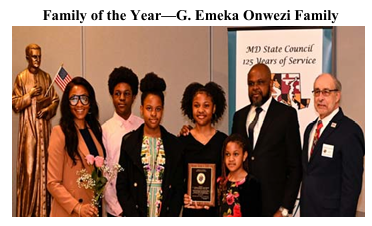 Family of the Year—G. Emeka Onwezi Family
MD State Council
125 Years of Service